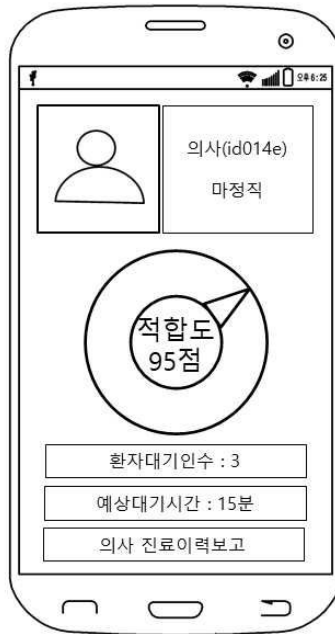 오후 6:25
의사(id014e)
마정직
적합도
95점
환자대기인수 : 3
예상대기시간 : 15분
의사 진료이력보고